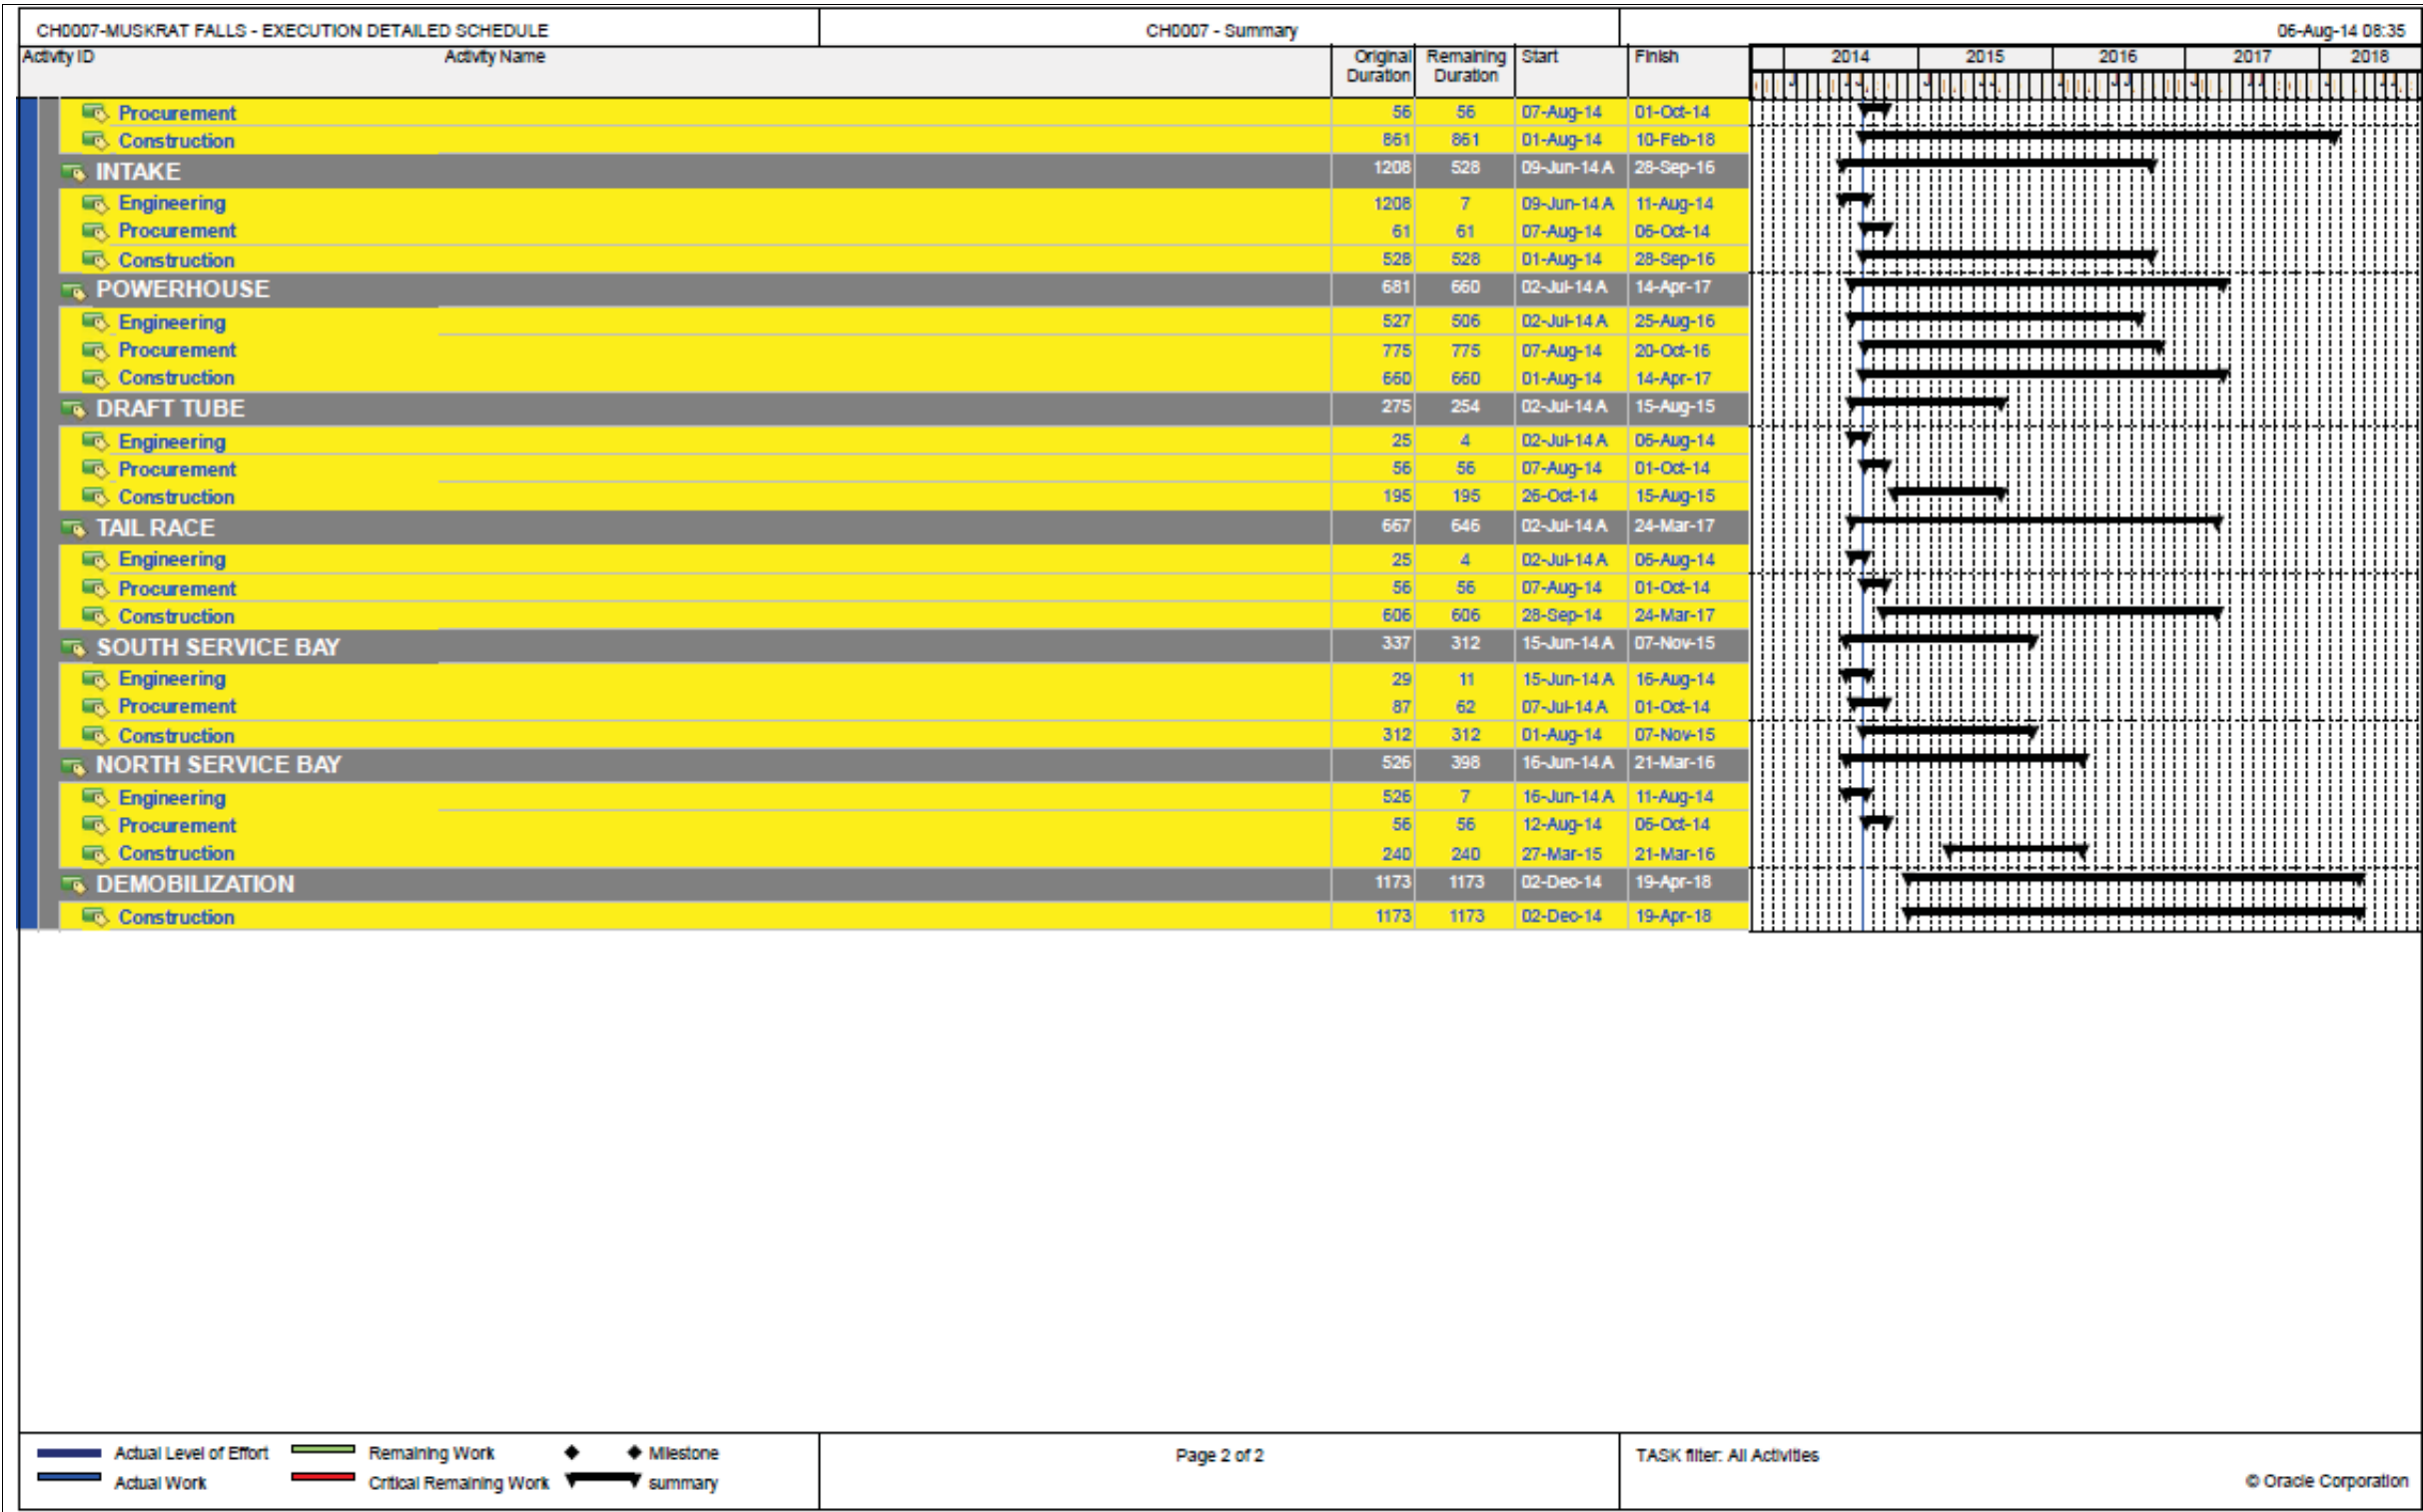 CH0007-MUSKRAT FALLS - EXECUTION DETAILED SCHEDULE CH0007 - Summary 06-Aug-14 08:35
Activity ID Activity Name Original Duration Remaining Duration Start Finish 2014 2015 2016 2017 2018
Procurement 56 56 07-Aug-14 01-Oct-14
Construction 861 861 01-Aug-14 10-Feb-18
INTAKE 1208 528 09-Jun-14 A 28-Sep-16
Engineering 1208 7 09-Jun-14 A 11-Aug-14
Procurement 61 61 07-Aug-14 06-Oct-14
Construction 528 528 01-Aug-14 28-Sep-16
POWERHOUSE 681 660 02-Jul-14 A 14-Apr-17
Engineering 527 506 02-Jul-14 A 25-Aug-16
Procurement 775 775 07-Aug-14 20-Oct-16
Construction 660 660 01-Aug-14 14-Apr-17
DRAFT TUBE 275 254 02-Jul-14 A 15-Aug-15
Engineering 25 4 02-Jul-14 A 06-Aug-14
Procurement 56 56 07-Aug-14 01-Oct-14
Construction 195 195 26-Oct-14 15-Aug-15
TAIL RACE 667 646 02-Jul-14 A 24-Mar-17
Engineering 25 4 02-Jul-14 A 06-Aug-14
Procurement 56 56 07-Aug-14 01-Oct-14
Construction 606 606 28-Sep-14 24-Mar-17
SOUTH SERVICE BAY 337 312 15-Jun-14 A 07-Nov-15
Engineering 29 11 15-Jun-14 A 16-Aug-14
Procurement 87 62 07-Jul-14 A 01-Oct-14
Construction 312 312 01-Aug-14 07-Nov-15
NORTH SERVICE BAY 526 398 16-Jun-14 A 21-Mar-16
Engineering 526 7 16-Jun-14 A 11-Aug-14
Procurement 56 56 12-Aug-14 06-Oct-14
Construction 240 240 27-Mar-15 21-Mar-16
DEMOBILIZATION 1173 1173 02-Dec-14 19-Apr-18
Construction 1173 1173 02-Dec-14 19-Apr-18
Actual Level of Effort Remaining Work Milestone Page 2 of 2 TASK filter: All Activities
Actual Work Critical Remaining Work summary © Oracle Corporation